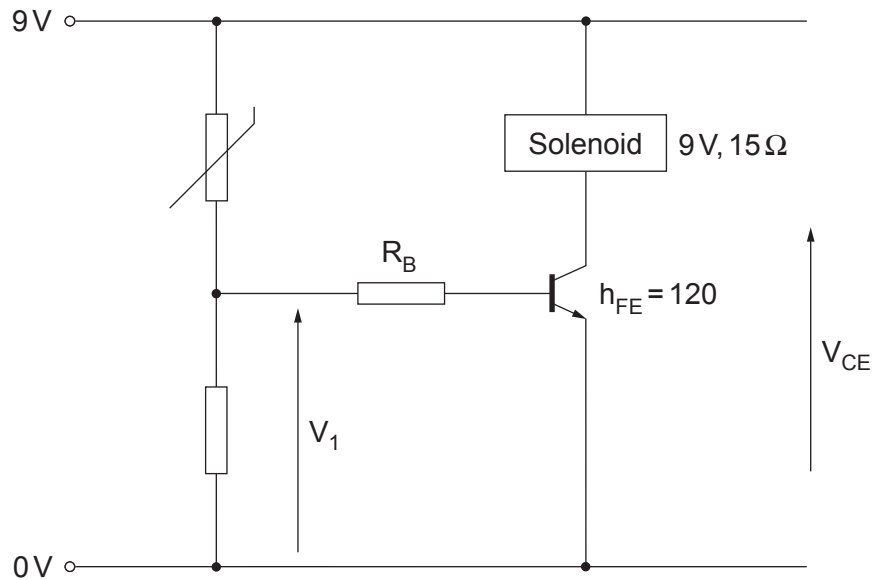 9 V
Solenoid
9 V, 15 Ω
R_B
h_FE = 120
V_CE
V_1
0 V